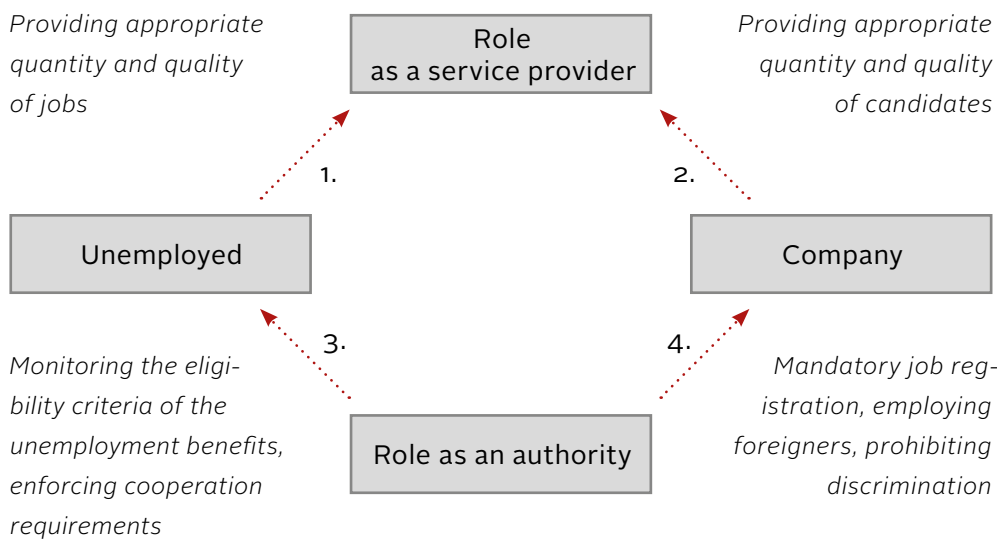 Providing appropriate
quantity and quality
of jobs
Role
as a service provider
Providing appropriate
quantity and quality
of candidates
1.
2.
Unemployed
Company
3.
4.
Monitoring the eligi-
bility criteria of the
unemployment benefits,
enforcing cooperation
requirements
Role as an authority
Mandatory job reg-
istration, employing
foreigners, prohibiting
discrimination